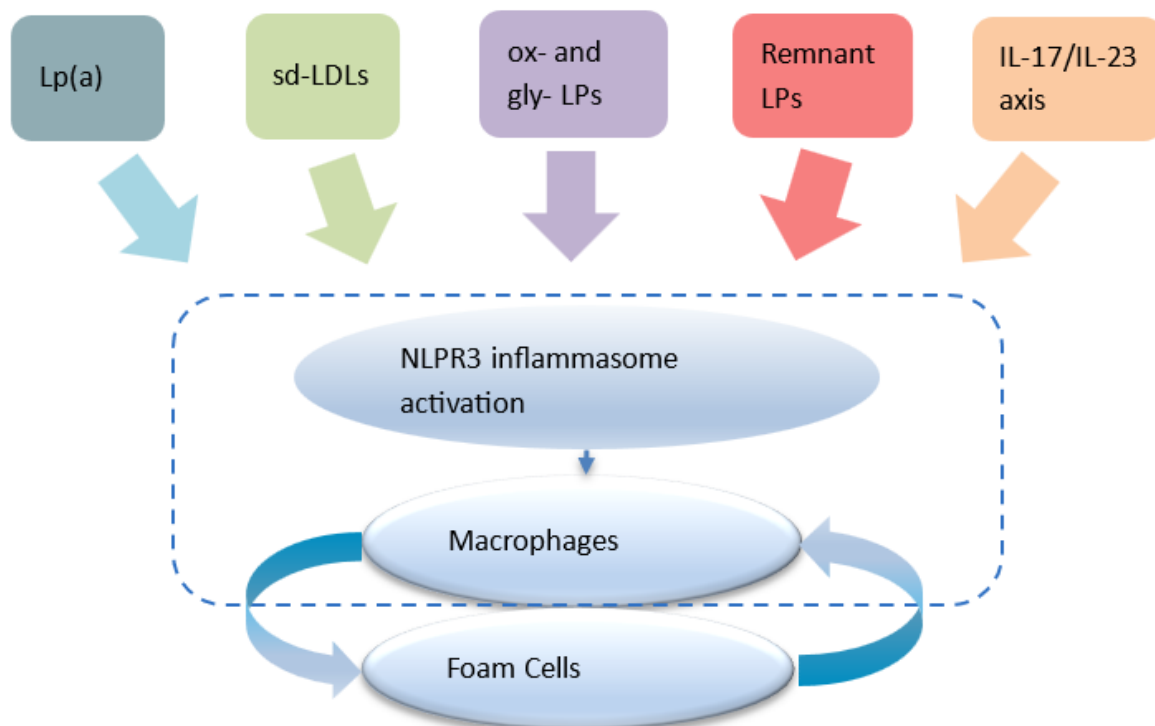 Lp(a)
sd-LDLs
ox- and
gly- LPs
Remnant
LPs
IL-17/IL-23
axis
NLPR3 inflammasome
activation
Macrophages
Foam Cells